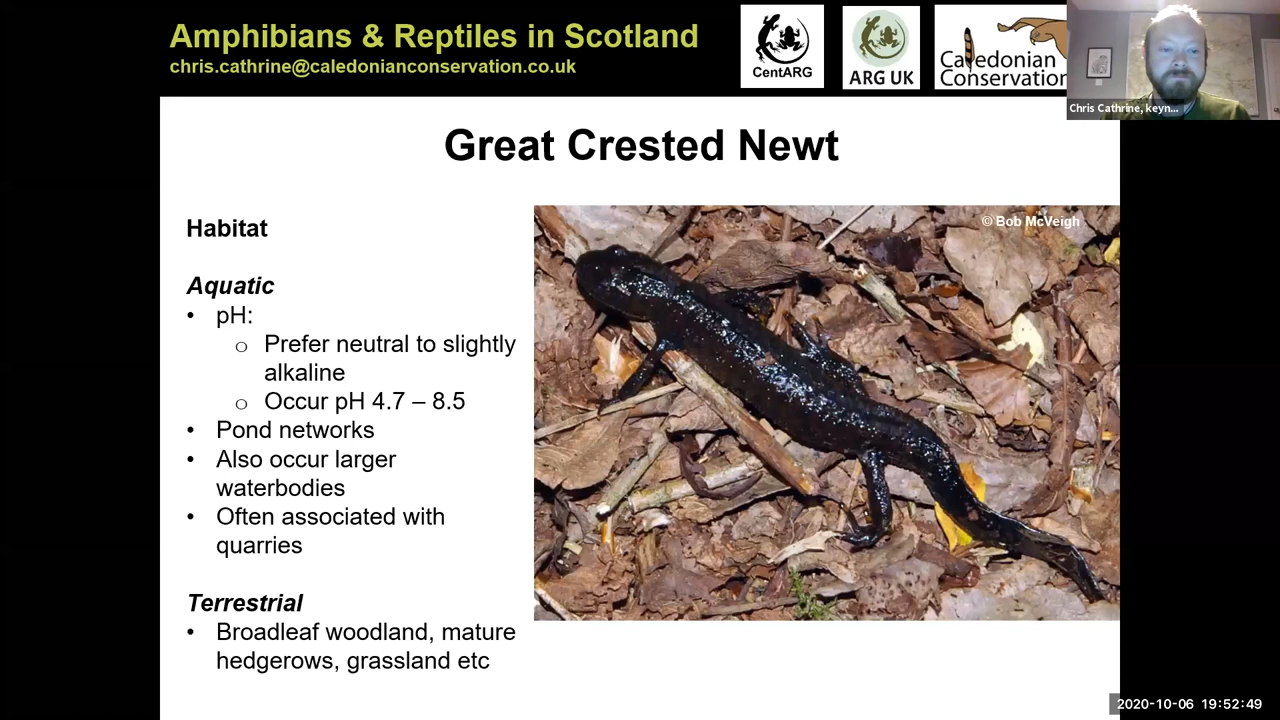 Amphibians & Reptiles in Scotland
chris.cathrine@caledonianconservation.co.uk
CentARG
ARG UK
Caledonian
Conservation
Chris Cathrine, keyn...
Great Crested Newt
© Bob McVeigh
Habitat
Aquatic
• pH:
o Prefer neutral to slightly
alkaline
o Occur pH 4.7 – 8.5
• Pond networks
• Also occur larger
waterbodies
• Often associated with
quarries
Terrestrial
• Broadleaf woodland, mature
hedgerows, grassland etc
2020-10-06 19:52:49